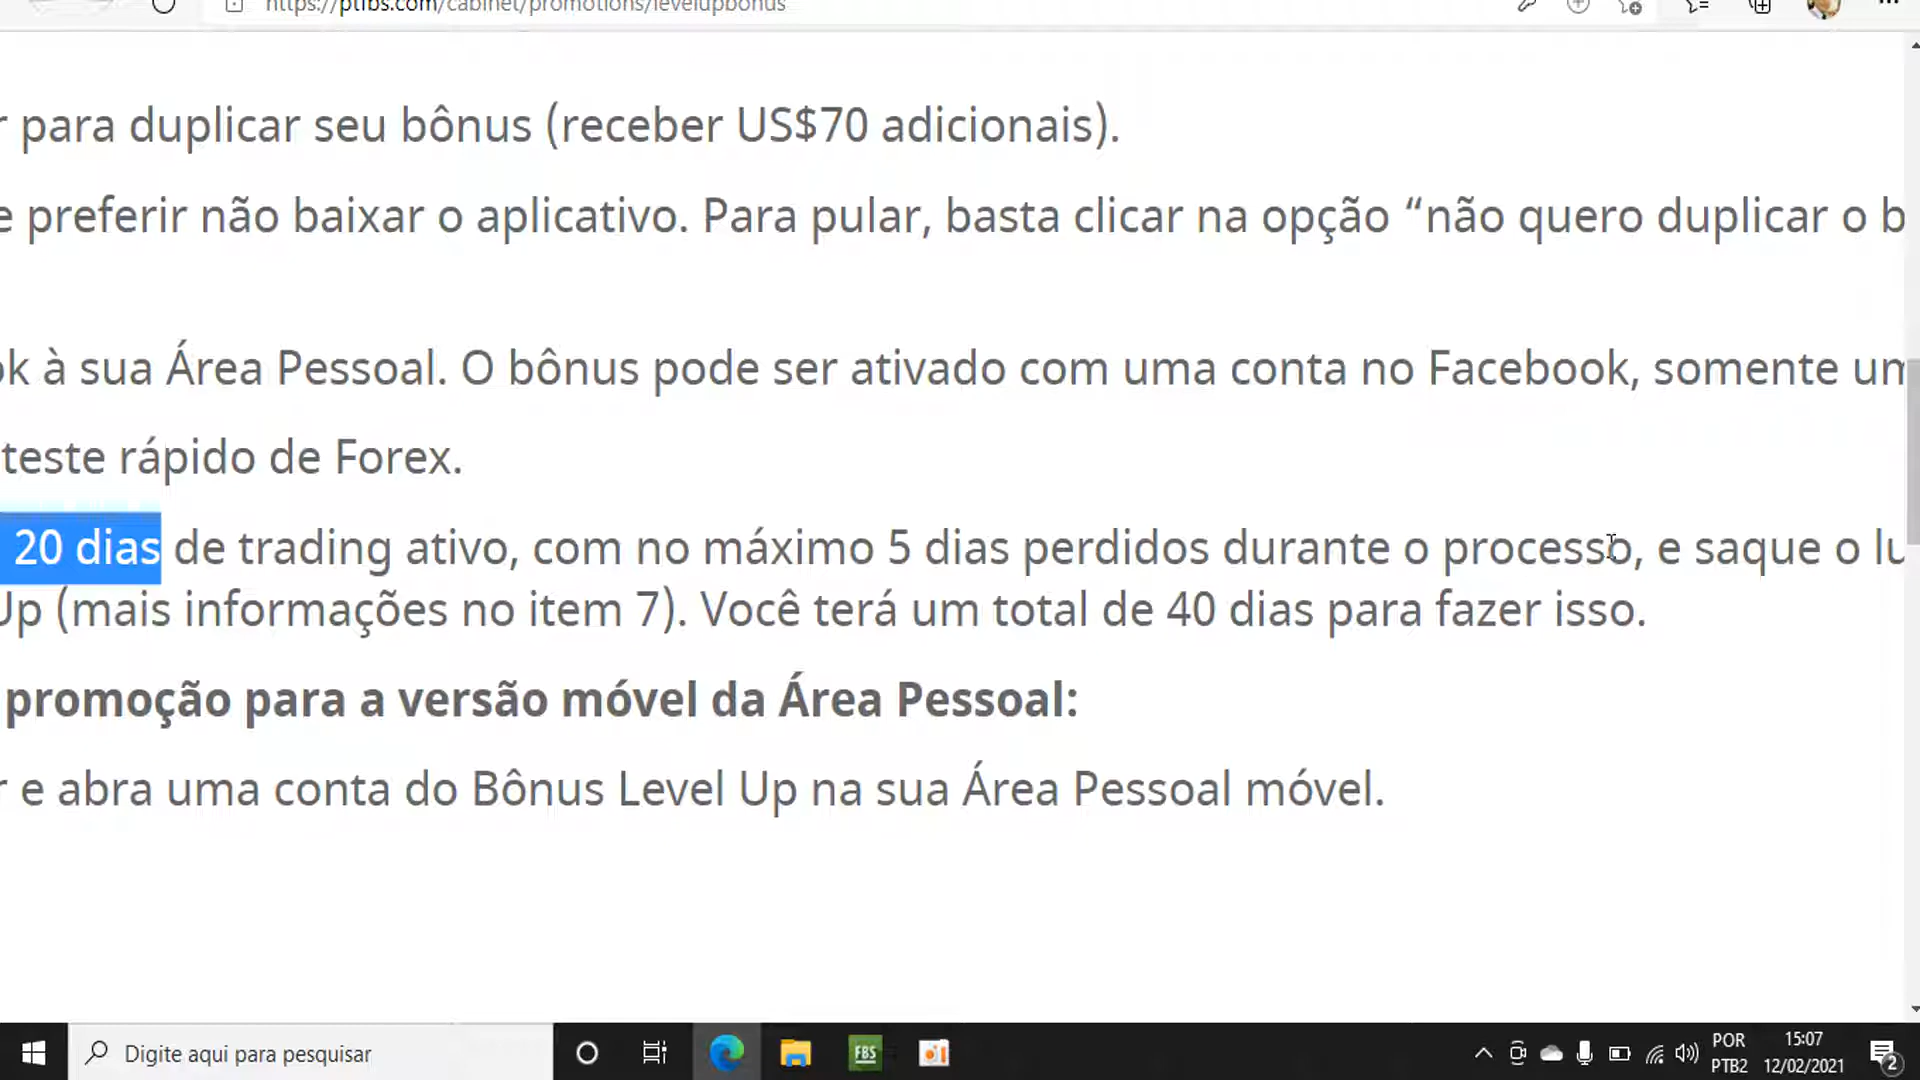 https://ptfbs.com/cabinet/promotions/levelupbonus
r para duplicar seu bônus (receber US$70 adicionais).
e preferir não baixar o aplicativo. Para pular, basta clicar na opção “não quero duplicar o b
ok à sua Área Pessoal. O bônus pode ser ativado com uma conta no Facebook, somente um
teste rápido de Forex.
20 dias de trading ativo, com no máximo 5 dias perdidos durante o processo, e saque o lu
Up (mais informações no item 7). Você terá um total de 40 dias para fazer isso.
promoção para a versão móvel da Área Pessoal:
r e abra uma conta do Bônus Level Up na sua Área Pessoal móvel.
Digite aqui para pesquisar
FBS
POR
PTB2
15:07
12/02/2021
2